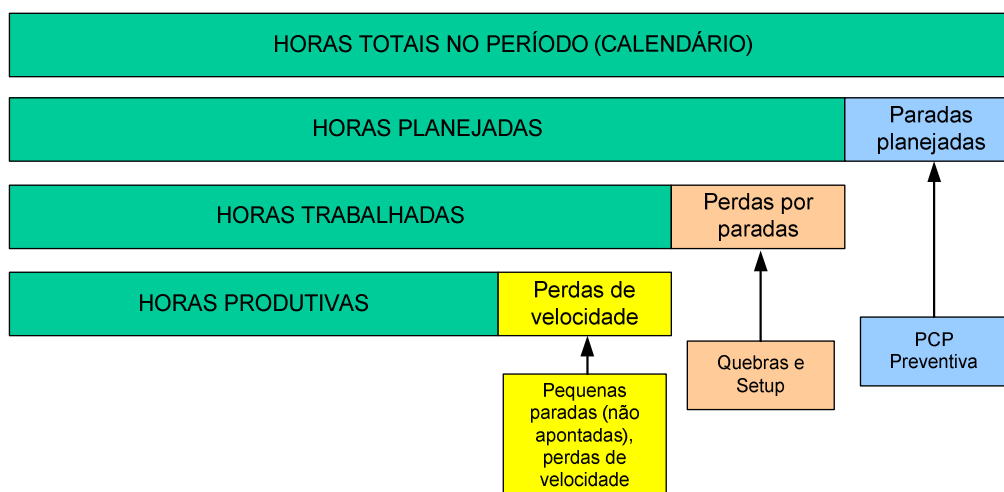 HORAS TOTAIS NO PERÍODO (CALENDÁRIO)
HORAS PLANEJADAS
Paradas
planejadas
HORAS TRABALHADAS
Perdas por
paradas
HORAS PRODUTIVAS
Perdas de
velocidade
PCP
Preventiva
Quebras e
Setup
Pequenas
paradas (não
apontadas),
perdas de
velocidade